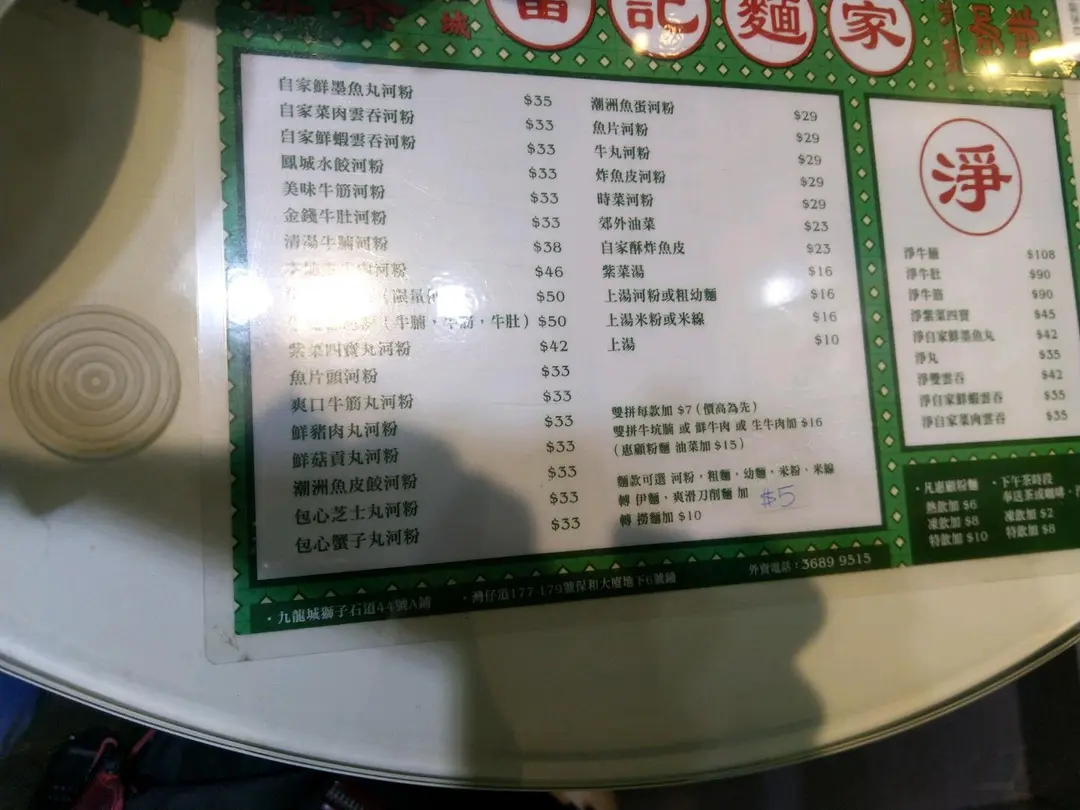 記麵家
自家鮮墨魚丸河粉 $35
自家菜肉雲吞河粉 $33
自家鮮蝦雲吞河粉 $33
鳳城水餃河粉 $33
美味牛筋河粉 $33
金錢牛肚河粉 $33
清湯牛腩河粉 $38
河粉 $46
(限量 $50
(牛腩,牛筋,牛肚) $50
紫菜四寶丸河粉 $42
魚片頭河粉 $33
爽口牛筋丸河粉 $33
鮮豬肉丸河粉 $33
鮮菇貢丸河粉 $33
潮洲魚皮餃河粉 $33
包心芝士丸河粉 $33
包心蟹子丸河粉 $33
潮洲魚蛋河粉 $29
魚片河粉 $29
牛丸河粉 $29
炸魚皮河粉 $29
時菜河粉 $29
郊外油菜 $23
自家酥炸魚皮 $23
紫菜湯 $16
上湯河粉或粗幼麵 $16
上湯米粉或米線 $16
上湯 $10
雙拼每款加 $7(價高為先)
雙拼牛坑腩 或 鮮牛肉 或 生牛肉加 $16
(惠顧粉麵 油菜加 $15)
麵款可選 河粉,粗麵,幼麵,米粉,米線
轉 伊麵,爽滑刀削麵 加 $5
轉 撈麵加 $10
淨
淨牛腩 $108
淨牛肚 $90
淨牛筋 $90
淨紫菜四寶 $45
淨自家鮮墨魚丸 $42
淨丸 $35
淨雙雲吞 $42
淨自家鮮蝦雲吞 $35
淨自家菜肉雲吞 $35
·凡惠顧粉麵
熱飲加 $6
凍飲加 $8
特飲加 $10
·下午茶時段
奉送茶或咖啡
凍飲加 $2
特飲加 $8
·九龍城獅子石道44號A鋪 ·灣仔道177-179號保和大廈地下6號鋪 外賣電話:3689 9515